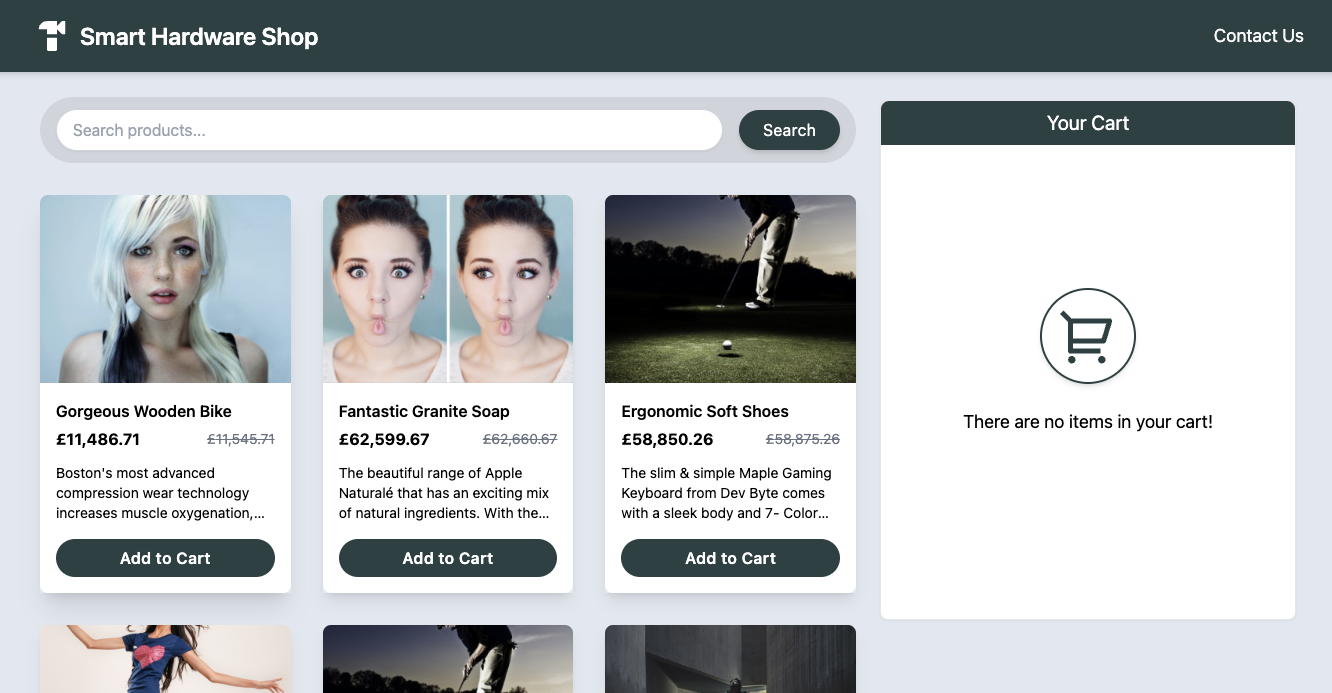 Smart Hardware Shop
Contact Us
Search products...
Search
Your Cart
There are no items in your cart!
Gorgeous Wooden Bike
£11,486.71 £11,545.71
Boston's most advanced
compression wear technology
increases muscle oxygenation,...
Add to Cart
Fantastic Granite Soap
£62,599.67 £62,660.67
The beautiful range of Apple
Naturalé that has an exciting mix
of natural ingredients. With the...
Add to Cart
Ergonomic Soft Shoes
£58,850.26 £58,875.26
The slim & simple Maple Gaming
Keyboard from Dev Byte comes
with a sleek body and 7- Color...
Add to Cart